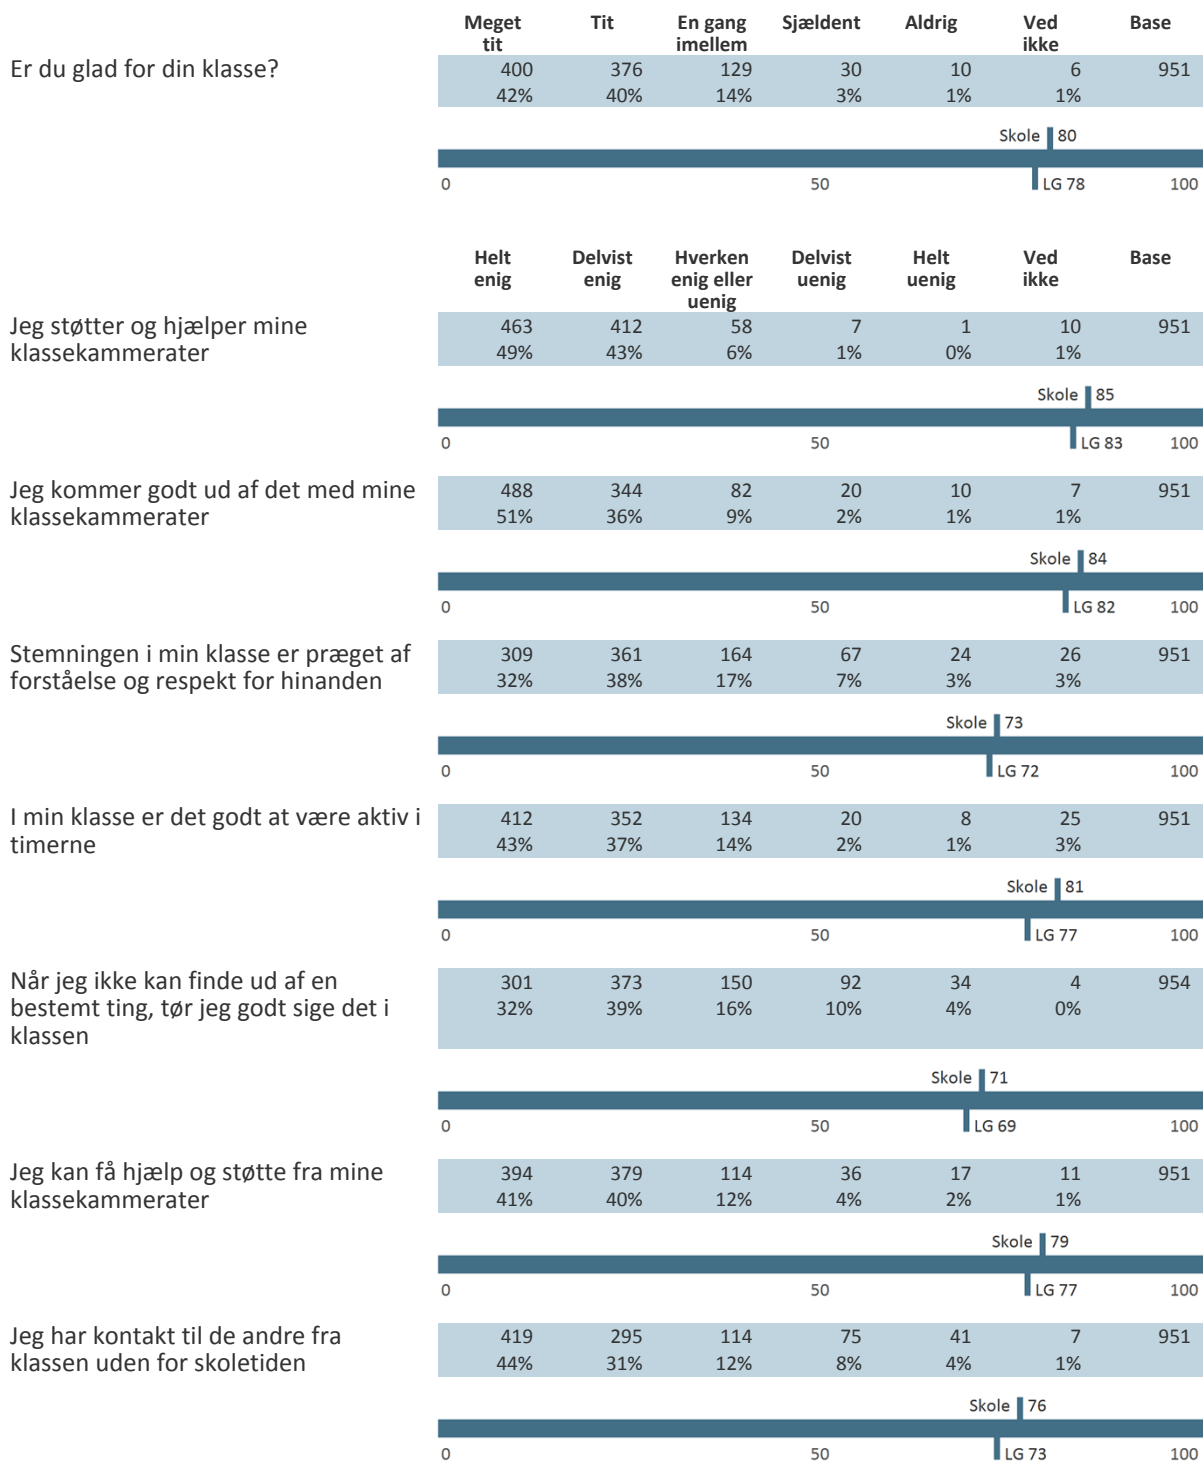 Meget tit Tit En gang imellem Sjældent Aldrig Ved ikke Base
Er du glad for din klasse? 400 376 129 30 10 6 951
42% 40% 14% 3% 1% 1%
Skole 80
0 50 LG 78 100
Helt enig Delvist enig Hverken enig eller uenig Delvist uenig Helt uenig Ved ikke Base
Jeg støtter og hjælper mine 463 412 58 7 1 10 951
klassekammerater 49% 43% 6% 1% 0% 1%
Skole 85
0 50 LG 83 100
Jeg kommer godt ud af det med mine 488 344 82 20 10 7 951
klassekammerater 51% 36% 9% 2% 1% 1%
Skole 84
0 50 LG 82 100
Stemningen i min klasse er præget af 309 361 164 67 24 26 951
forståelse og respekt for hinanden 32% 38% 17% 7% 3% 3%
Skole 73
0 50 LG 72 100
I min klasse er det godt at være aktiv i 412 352 134 20 8 25 951
timerne 43% 37% 14% 2% 1% 3%
Skole 81
0 50 LG 77 100
Når jeg ikke kan finde ud af en 301 373 150 92 34 4 954
bestemt ting, tør jeg godt sige det i 32% 39% 16% 10% 4% 0%
klassen
Skole 71
0 50 LG 69 100
Jeg kan få hjælp og støtte fra mine 394 379 114 36 17 11 951
klassekammerater 41% 40% 12% 4% 2% 1%
Skole 79
0 50 LG 77 100
Jeg har kontakt til de andre fra 419 295 114 75 41 7 951
klassen uden for skoletiden 44% 31% 12% 8% 4% 1%
Skole 76
0 50 LG 73 100